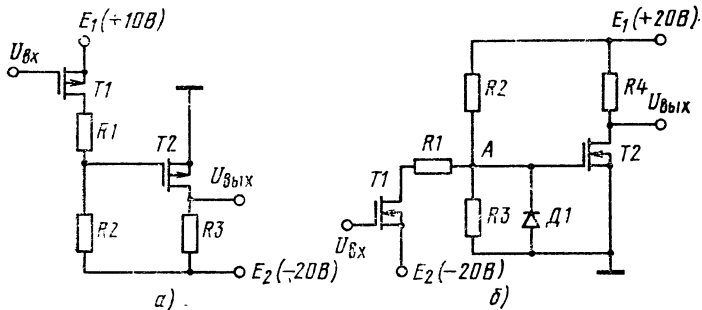 E1 (+10В)
Uвх
T1
R1
T2
Uвых
R2
R3
E2 (−20В)
а)
E1 (+20В)
R2
R4
Uвых
R1
A
T2
T1
R3
Д1
Uвх
E2 (−20В)
б)